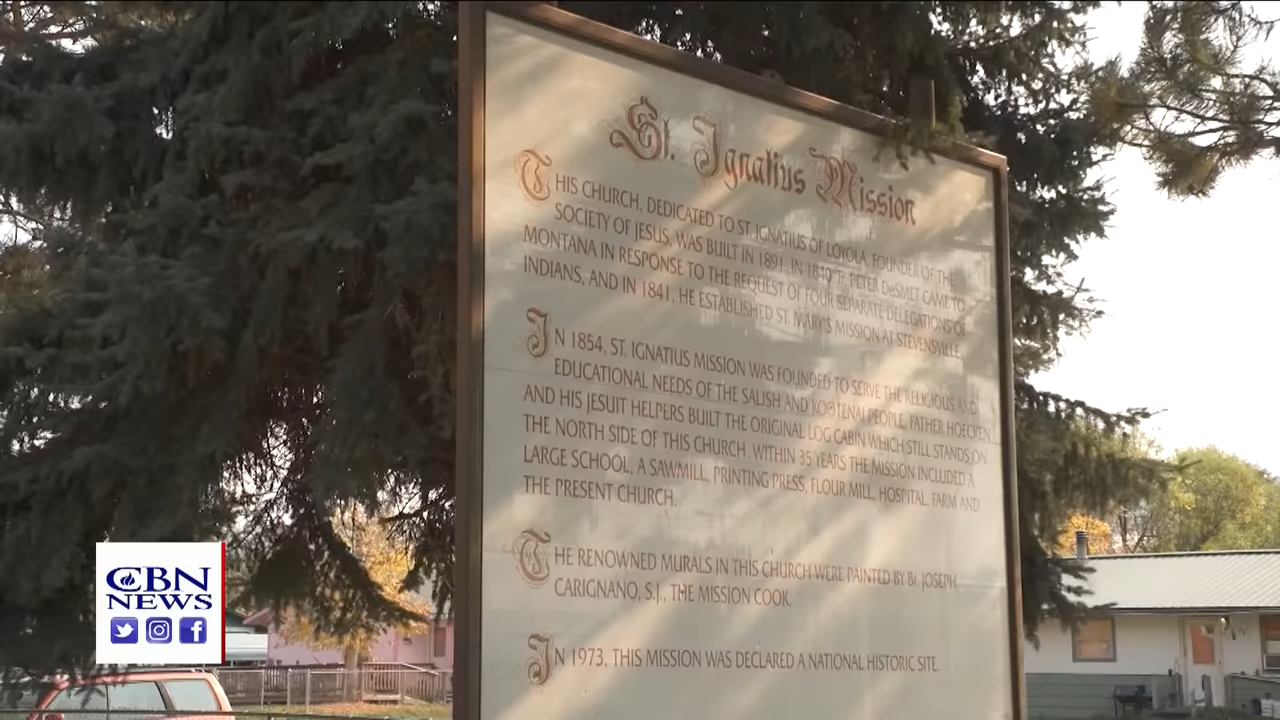 St. Ignatius Mission
THIS CHURCH, DEDICATED TO ST. IGNATIUS OF LOYOLA, FOUNDER OF THE
SOCIETY OF JESUS, WAS BUILT IN 1891. IN 1840 Fr. PETER DeSMET CAME TO
MONTANA IN RESPONSE TO THE REQUEST OF FOUR SEPARATE DELEGATIONS OF
INDIANS, AND IN 1841, HE ESTABLISHED ST. MARY'S MISSION AT STEVENSVILLE.
IN 1854, ST. IGNATIUS MISSION WAS FOUNDED TO SERVE THE RELIGIOUS AND
EDUCATIONAL NEEDS OF THE SALISH AND KOOTENAI PEOPLE. FATHER HOECKEN
AND HIS JESUIT HELPERS BUILT THE ORIGINAL LOG CABIN WHICH STILL STANDS ON
THE NORTH SIDE OF THIS CHURCH. WITHIN 35 YEARS THE MISSION INCLUDED A
LARGE SCHOOL, A SAWMILL, PRINTING PRESS, FLOUR MILL, HOSPITAL, FARM AND
THE PRESENT CHURCH.
THE RENOWNED MURALS IN THIS CHURCH WERE PAINTED BY Br. JOSEPH
CARIGNANO, S.J., THE MISSION COOK.
IN 1973, THIS MISSION WAS DECLARED A NATIONAL HISTORIC SITE.
CBN
NEWS